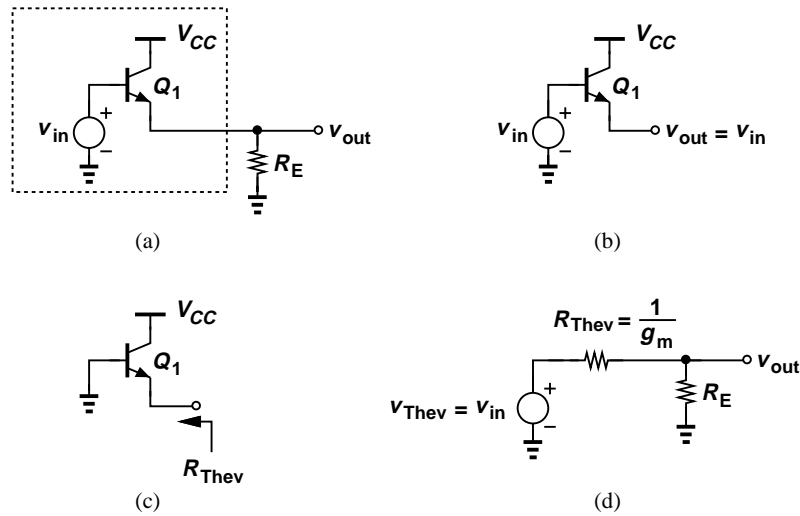 V_CC
Q_1
v_in
+
−
v_out
R_E
(a)
V_CC
Q_1
v_in
+
−
v_out = v_in
(b)
V_CC
Q_1
R_Thev
(c)
R_Thev = 1/g_m
v_Thev = v_in
+
−
v_out
R_E
(d)